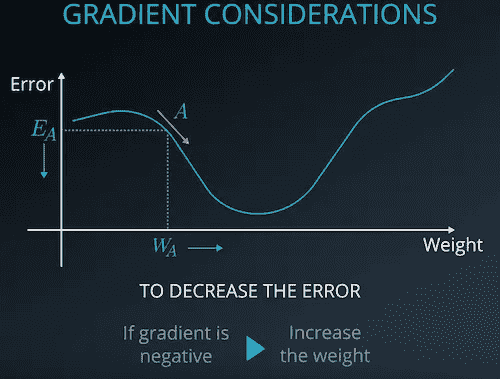 GRADIENT CONSIDERATIONS
Error
A
E_A
W_A
Weight
TO DECREASE THE ERROR
If gradient is
negative
Increase
the weight